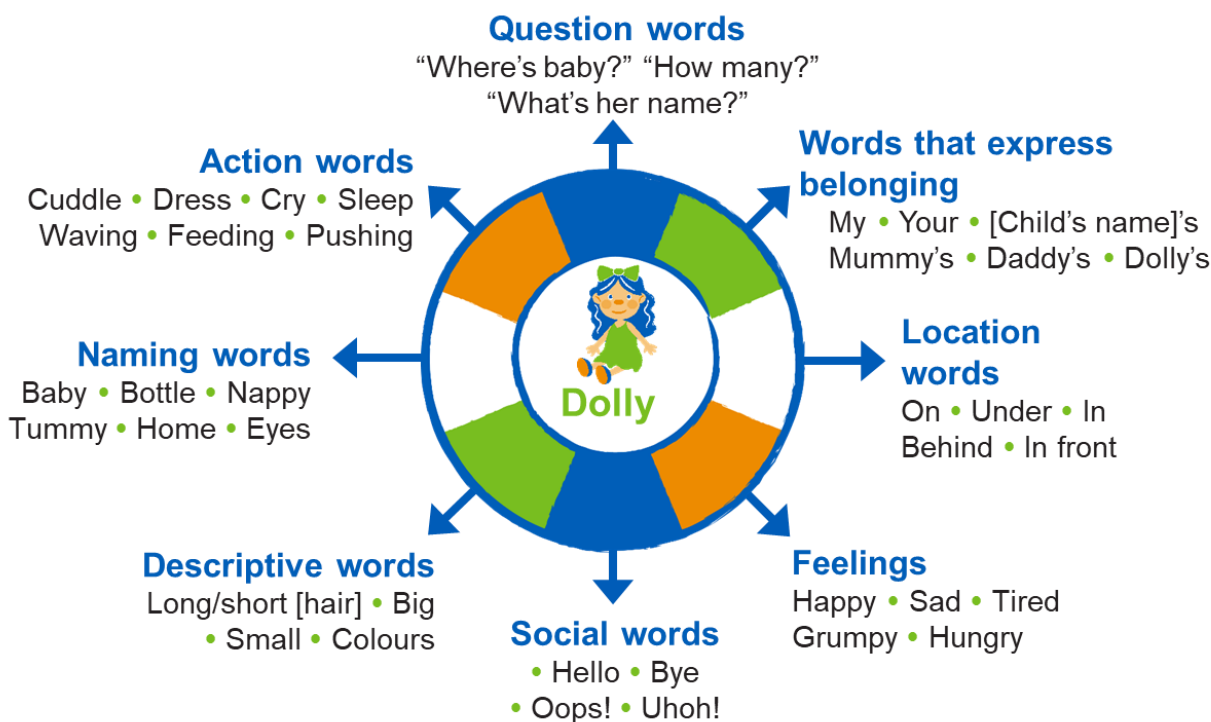 Question words
“Where’s baby?” “How many?”
“What’s her name?”
Words that express
belonging
My • Your • [Child’s name]’s
Mummy’s • Daddy’s • Dolly’s
Location
words
On • Under • In
Behind • In front
Feelings
Happy • Sad • Tired
Grumpy • Hungry
Social words
• Hello • Bye
• Oops! • Uhoh!
Descriptive words
Long/short [hair] • Big
• Small • Colours
Naming words
Baby • Bottle • Nappy
Tummy • Home • Eyes
Action words
Cuddle • Dress • Cry • Sleep
Waving • Feeding • Pushing
Dolly